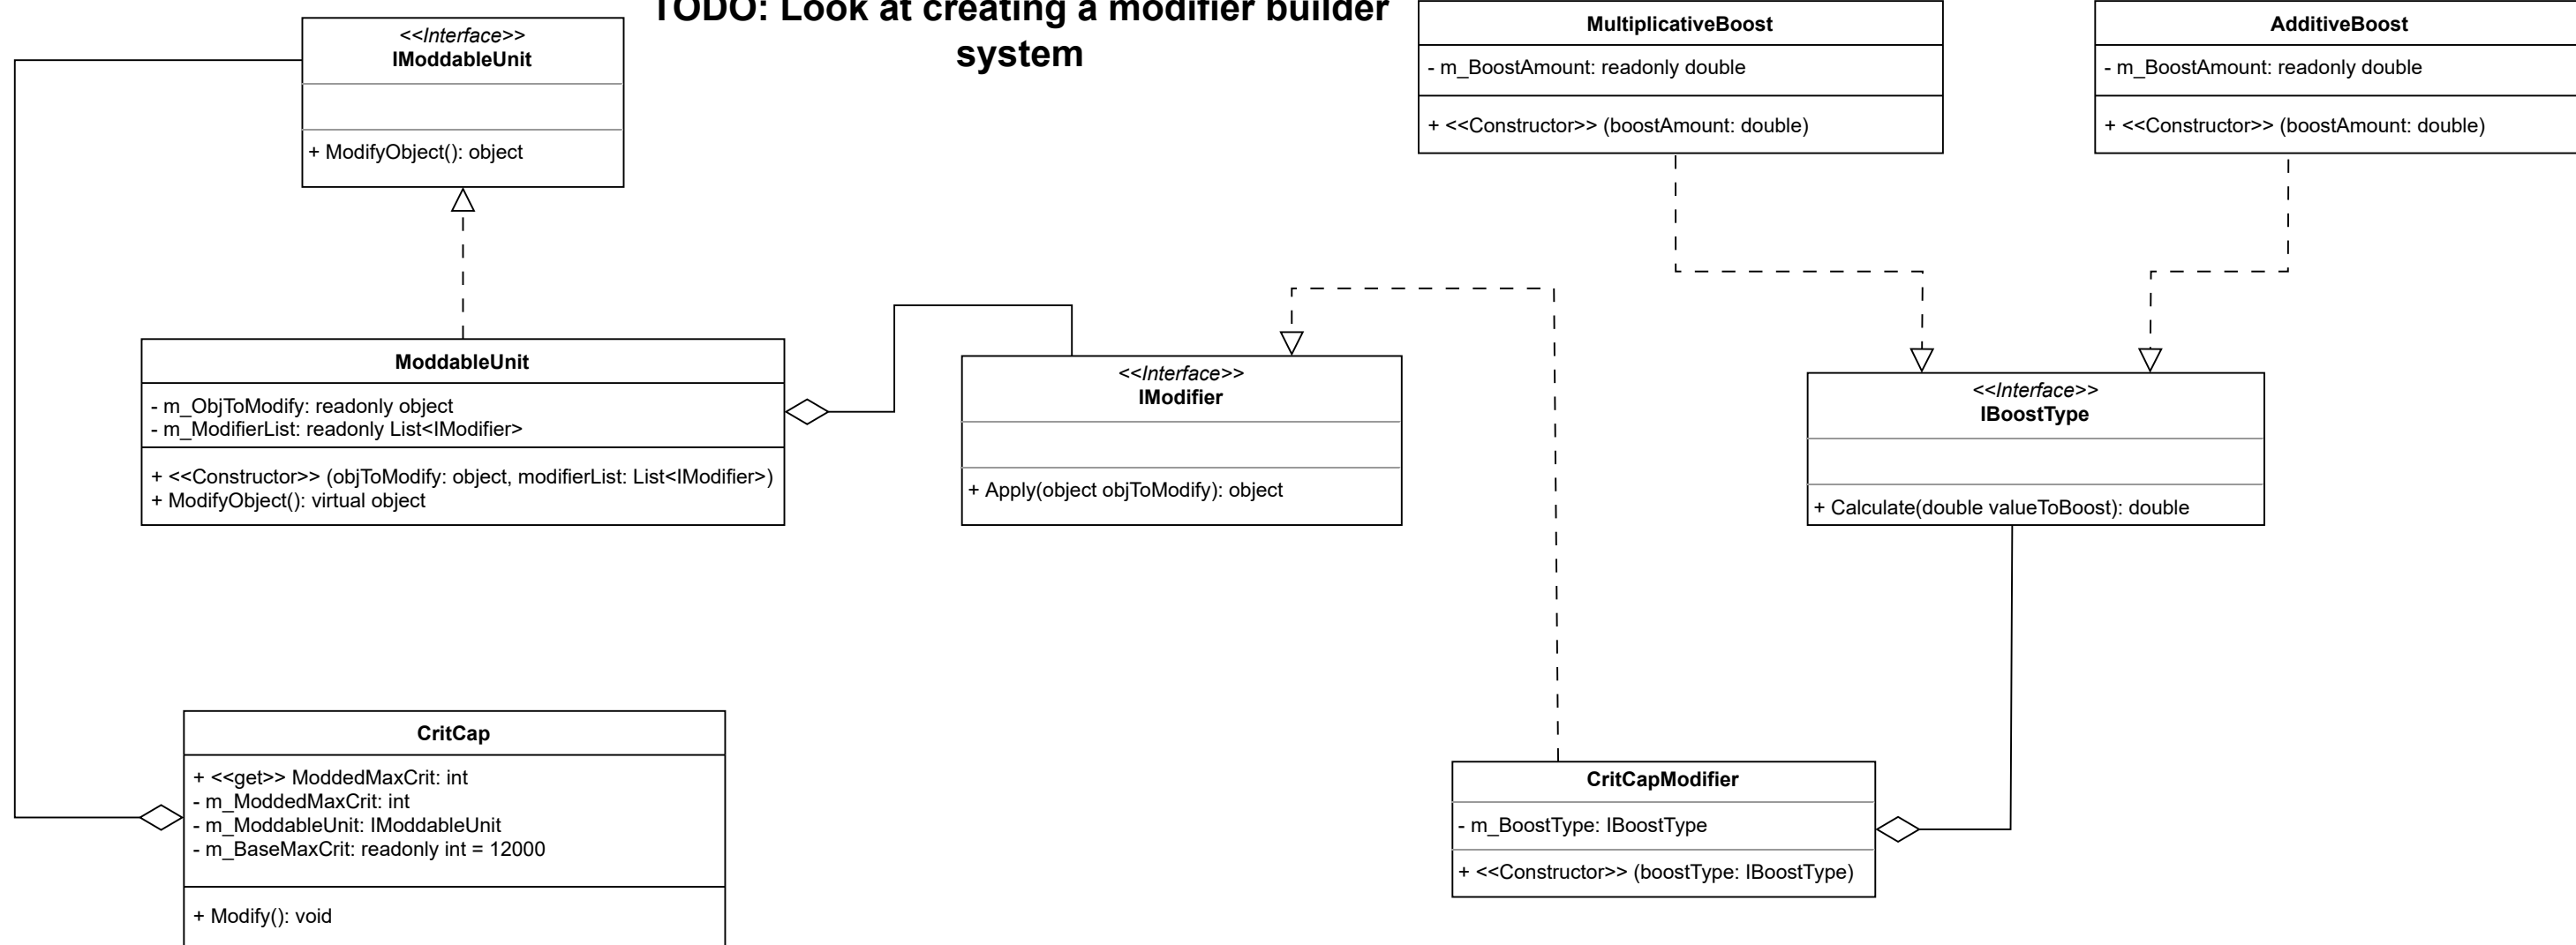 TODO: Look at creating a modifier builder
system
<<Interface>>
IModdableUnit
+ ModifyObject(): object
MultiplicativeBoost
- m_BoostAmount: readonly double
+ <<Constructor>> (boostAmount: double)
AdditiveBoost
- m_BoostAmount: readonly double
+ <<Constructor>> (boostAmount: double)
ModdableUnit
- m_ObjToModify: readonly object
- m_ModifierList: readonly List<IModifier>
+ <<Constructor>> (objToModify: object, modifierList: List<IModifier>)
+ ModifyObject(): virtual object
<<Interface>>
IModifier
+ Apply(object objToModify): object
<<Interface>>
IBoostType
+ Calculate(double valueToBoost): double
CritCap
+ <<get>> ModdedMaxCrit: int
- m_ModdedMaxCrit: int
- m_ModdableUnit: IModdableUnit
- m_BaseMaxCrit: readonly int = 12000
+ Modify(): void
CritCapModifier
- m_BoostType: IBoostType
+ <<Constructor>> (boostType: IBoostType)